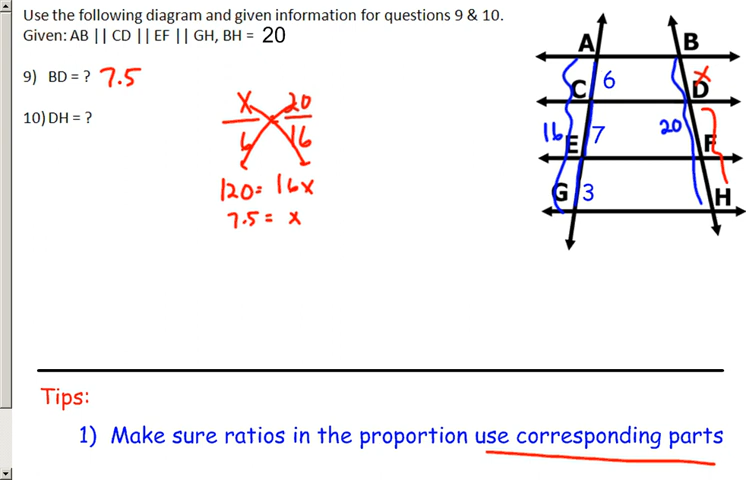 Use the following diagram and given information for questions 9 & 10.
Given: AB || CD || EF || GH, BH = 20
9) BD = ? 7.5
10) DH = ?
x 20
6 16
120 = 16x
7.5 = x
A B
C 6 D x
16 E 7 20 F
G 3 H
Tips:
1) Make sure ratios in the proportion use corresponding parts